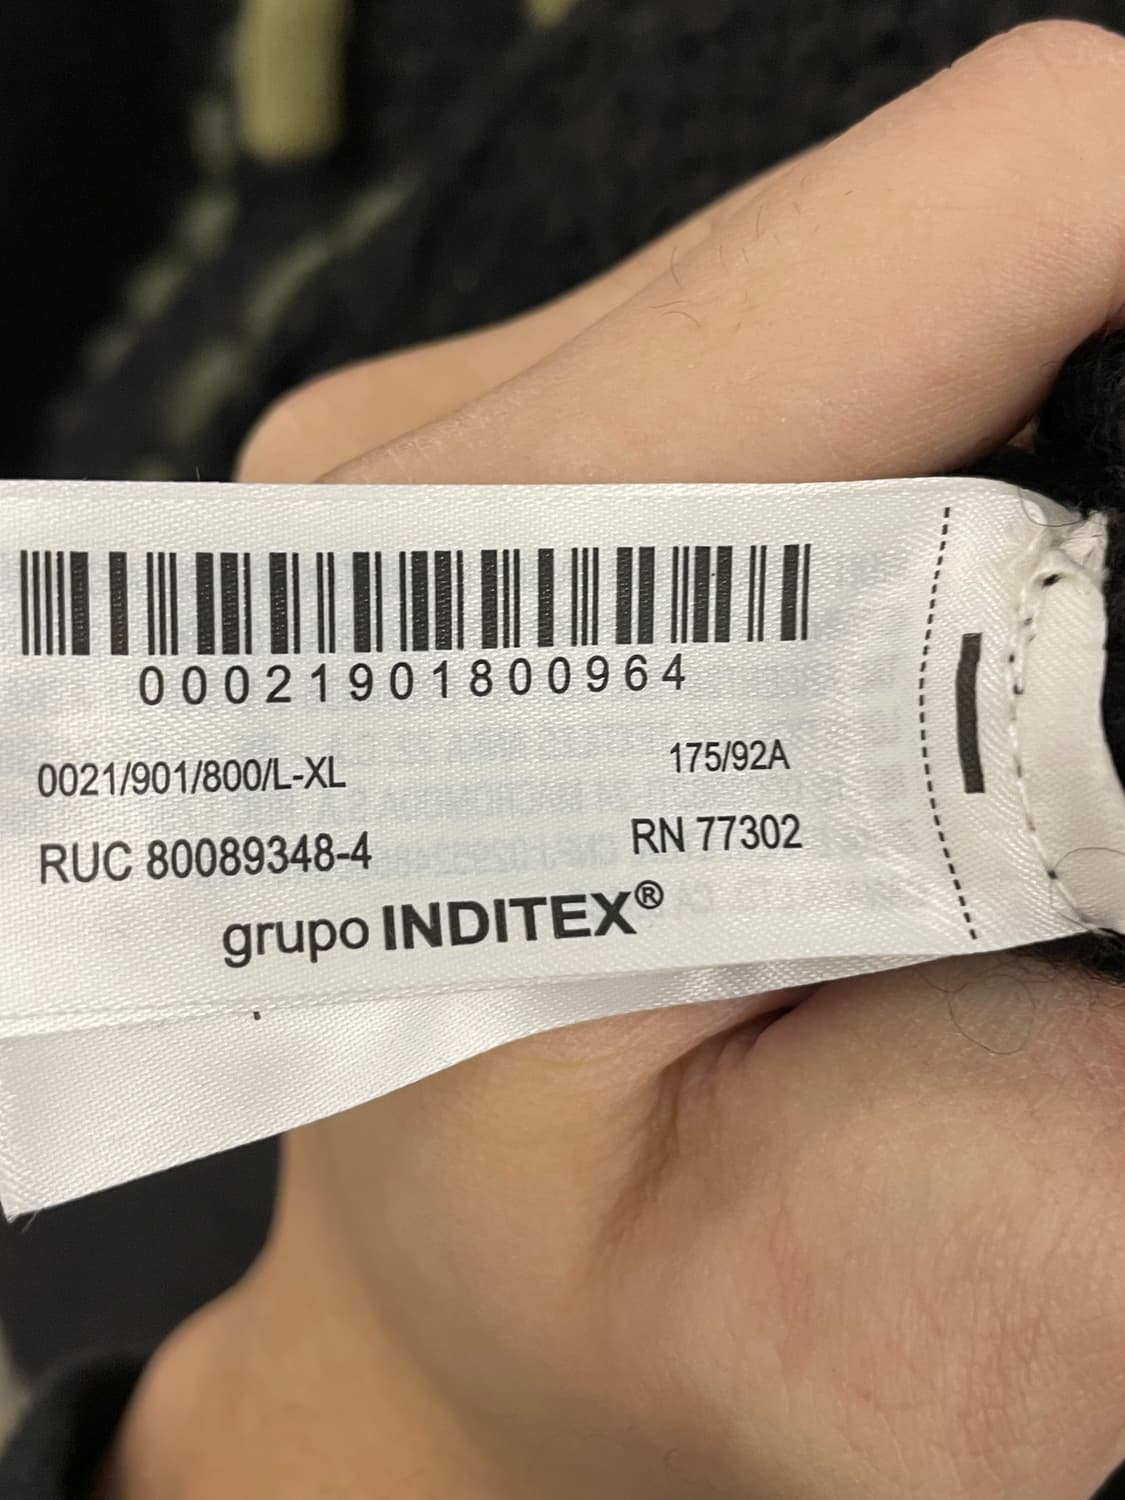 00021901800964
0021/901/800/L-XL 175/92A
RUC 80089348-4 RN 77302
grupo INDITEX®